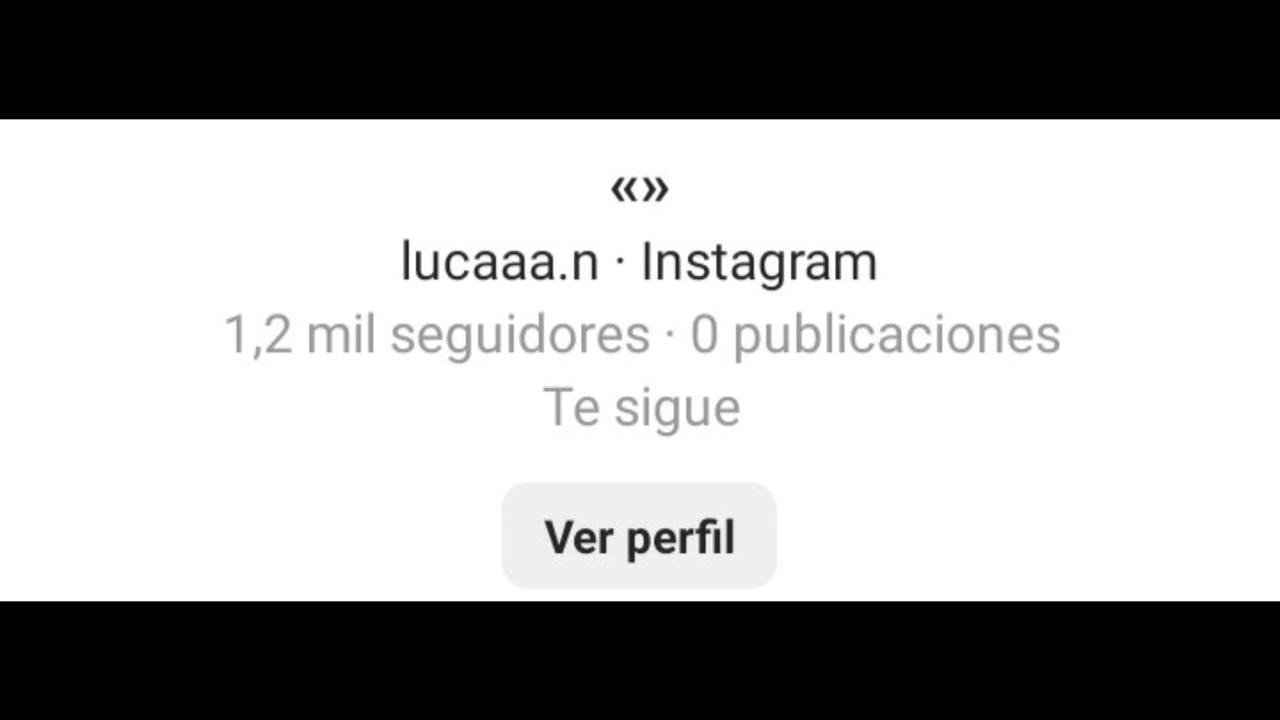 «»
lucaaa.n · Instagram
1,2 mil seguidores · 0 publicaciones
Te sigue
Ver perfil